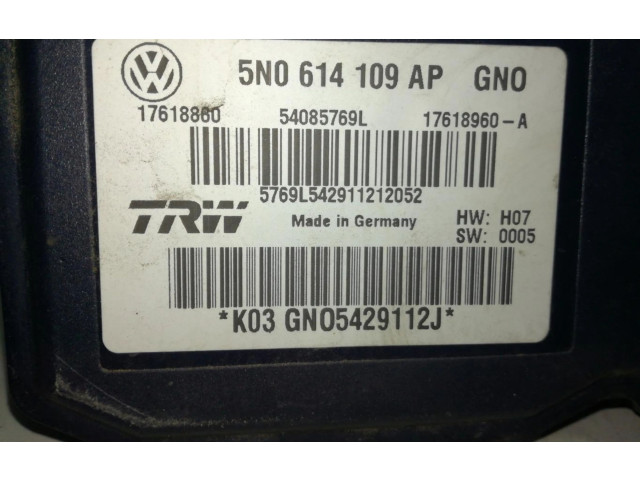 5N0 614 109 AP GNO
17618860 54085769L 17618960-A
5769L542911212052
TRW Made in Germany HW: H07
SW: 0005
*K03 GNO5429112J*